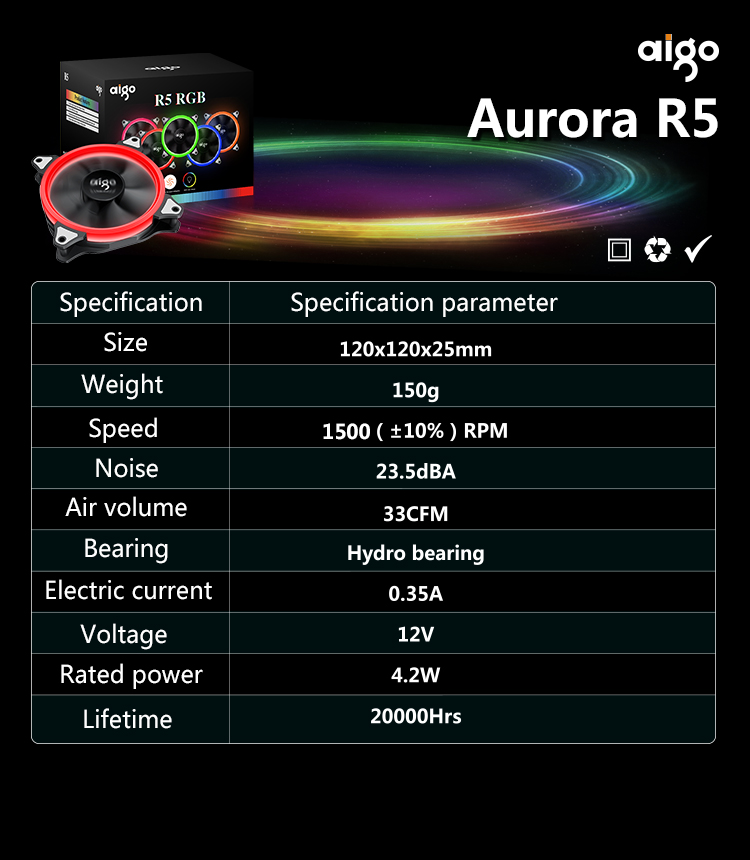 aigo
Aurora R5
aigo
R5 RGB
R5
aigo
Specification Specification parameter
Size 120x120x25mm
Weight 150g
Speed 1500 ( ±10% ) RPM
Noise 23.5dBA
Air volume 33CFM
Bearing Hydro bearing
Electric current 0.35A
Voltage 12V
Rated power 4.2W
Lifetime 20000Hrs